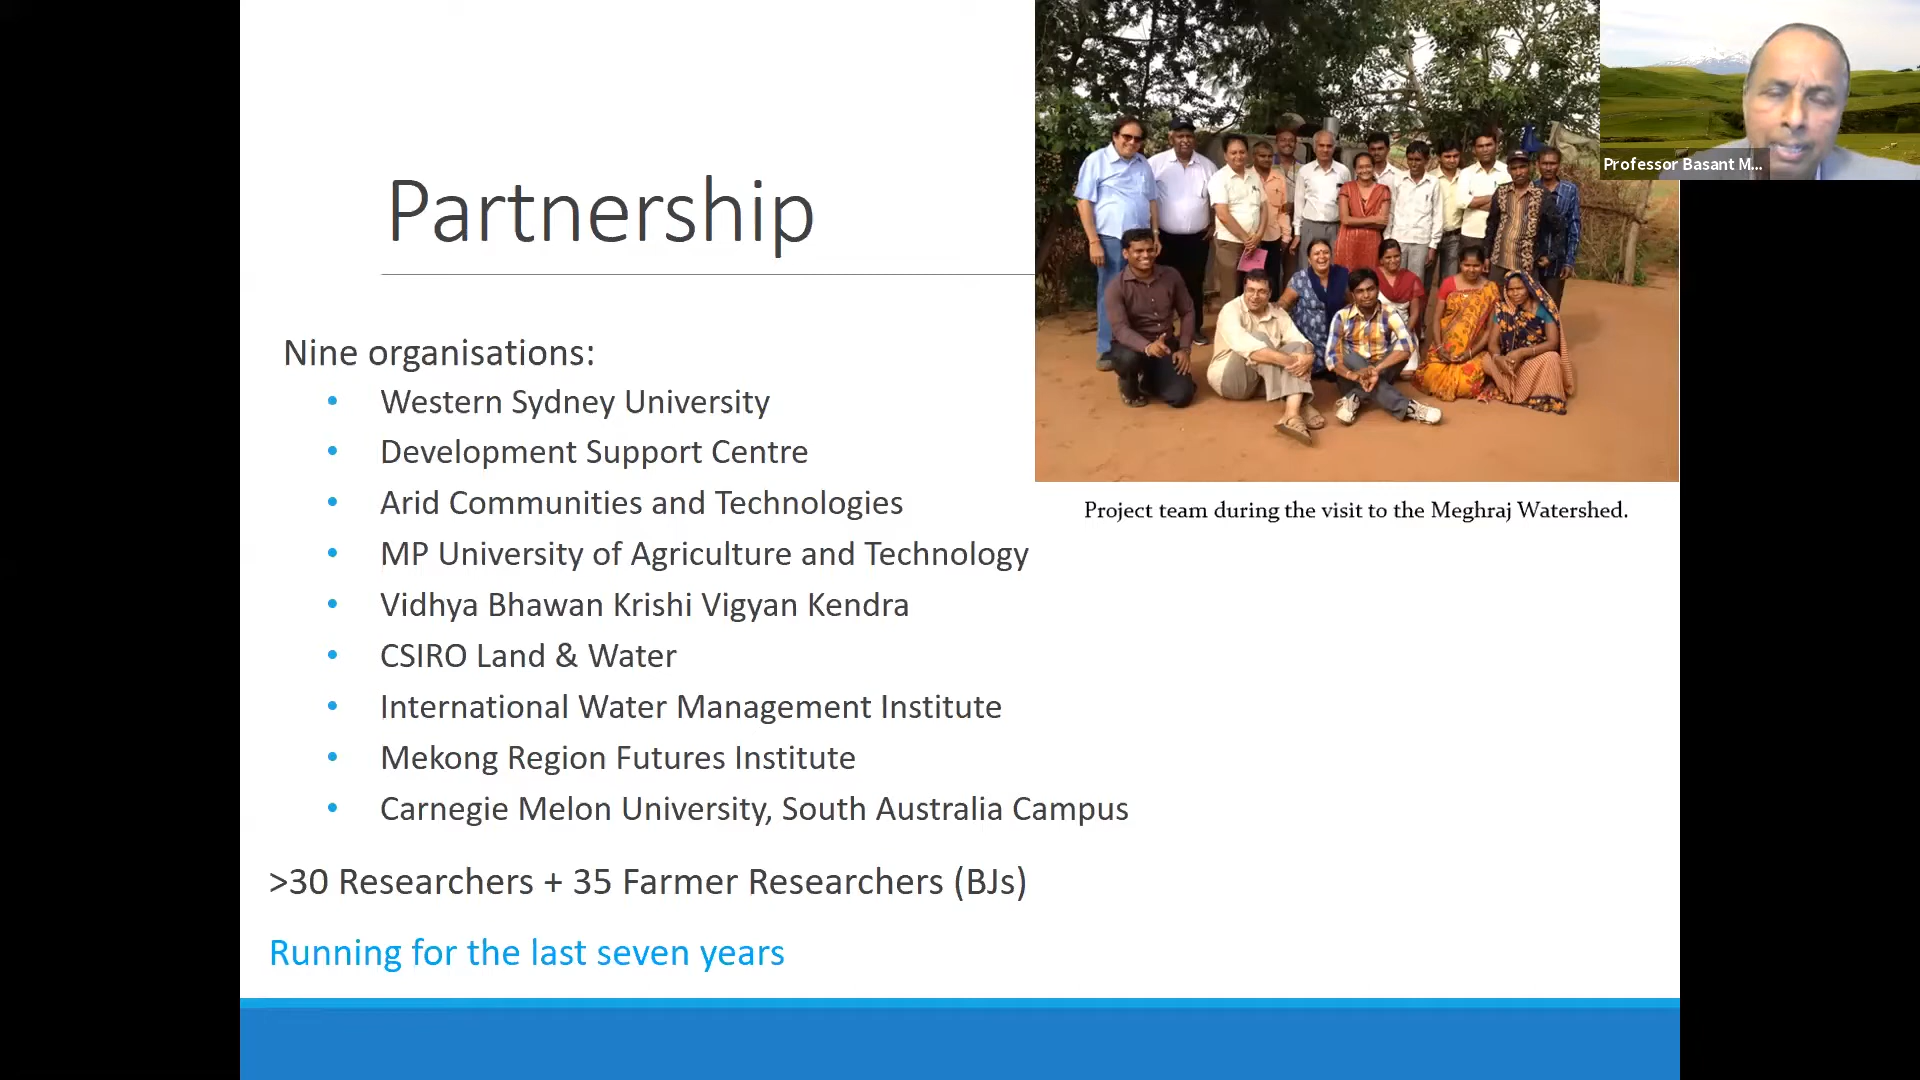 Partnership
Nine organisations:
• Western Sydney University
• Development Support Centre
• Arid Communities and Technologies
• MP University of Agriculture and Technology
• Vidhya Bhawan Krishi Vigyan Kendra
• CSIRO Land & Water
• International Water Management Institute
• Mekong Region Futures Institute
• Carnegie Melon University, South Australia Campus
>30 Researchers + 35 Farmer Researchers (BJs)
Running for the last seven years
Project team during the visit to the Meghraj Watershed.
Professor Basant M...